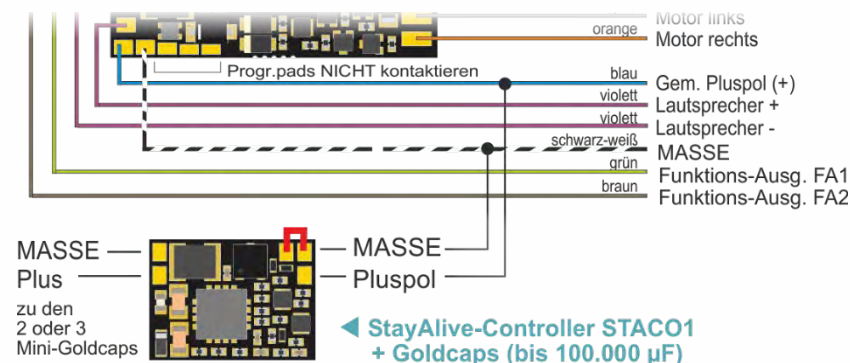 Motor links
orange
Motor rechts
Progr.pads NICHT kontaktieren
blau
Gem. Pluspol (+)
violett
Lautsprecher +
violett
Lautsprecher -
schwarz-weiß
MASSE
grün
Funktions-Ausg. FA1
braun
Funktions-Ausg. FA2
MASSE
MASSE
Plus
Pluspol
zu den
2 oder 3
Mini-Goldcaps
StayAlive-Controller STACO1
+ Goldcaps (bis 100.000 µF)